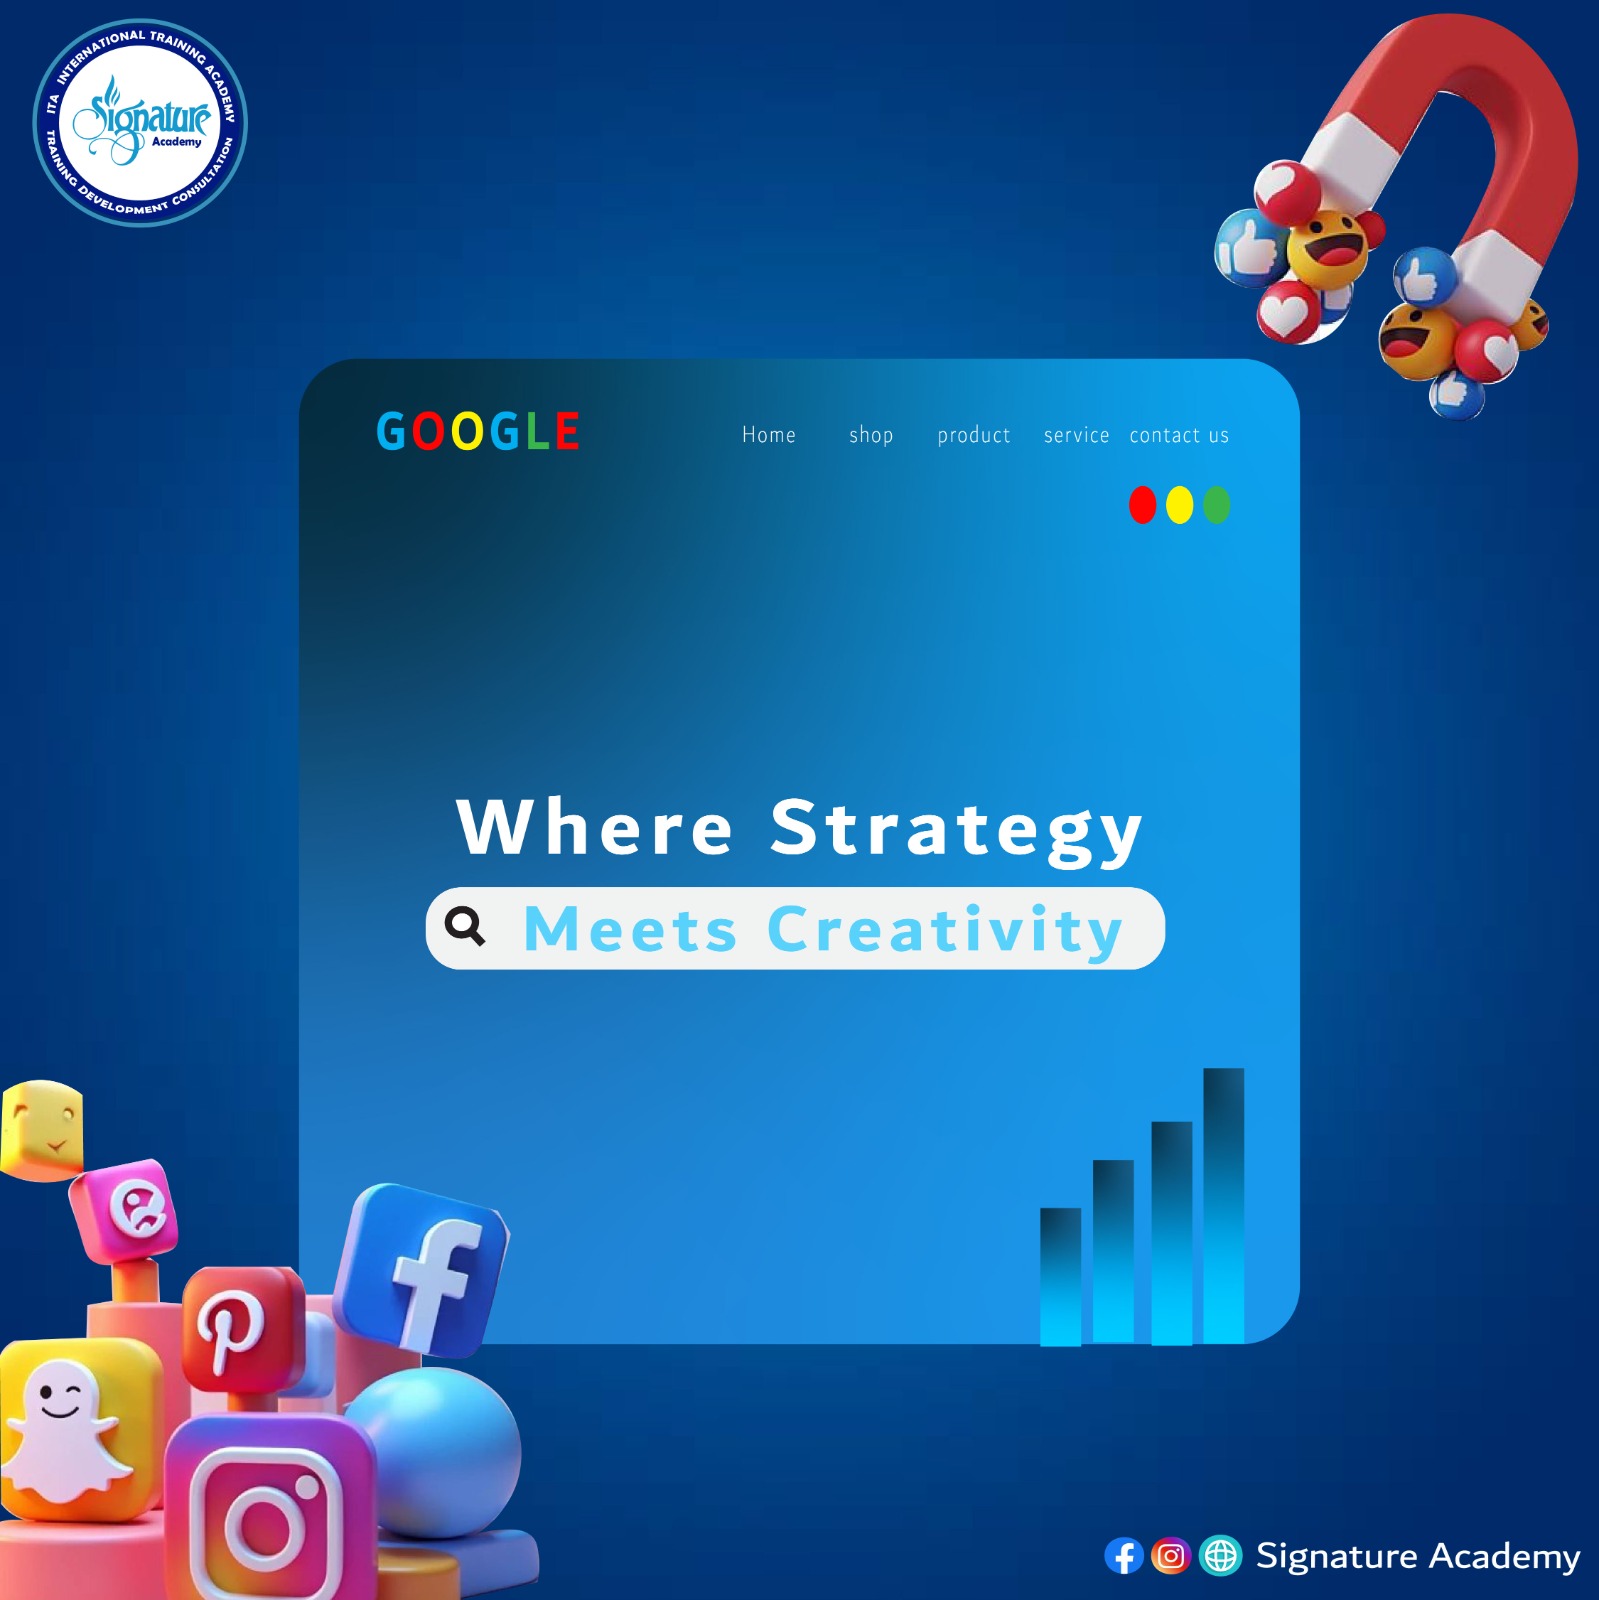 ITA INTERNATIONAL TRAINING ACADEMY
Signature
Academy
TRAINING DEVELOPMENT CONSULTATION
GOOGLE
Home shop product service contact us
Where Strategy
Meets Creativity
Signature Academy